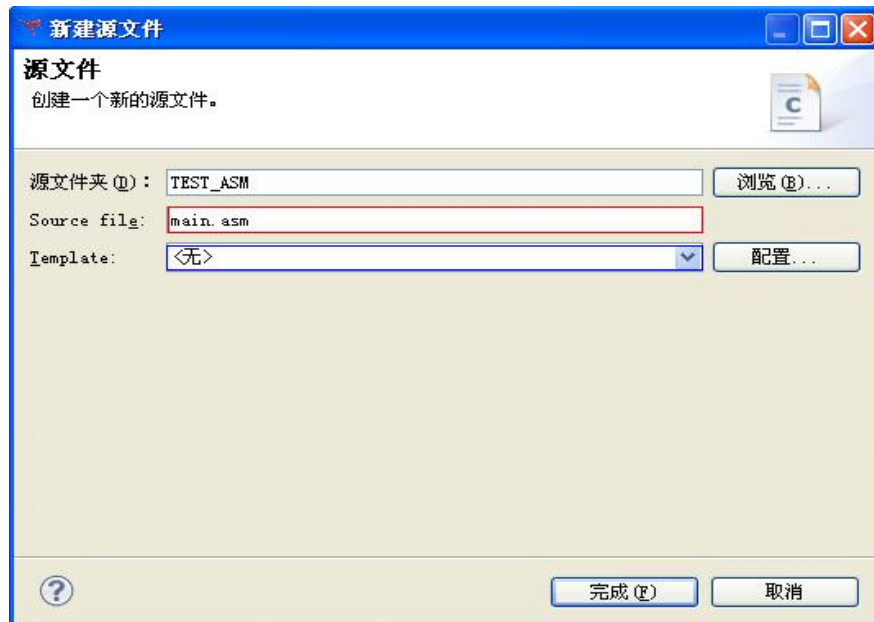 新建源文件
源文件
创建一个新的源文件。
C
源文件夹(D)： TEST_ASM 浏览(B)...
Source file: main.asm
Template: <无> 配置...
?
完成(F) 取消